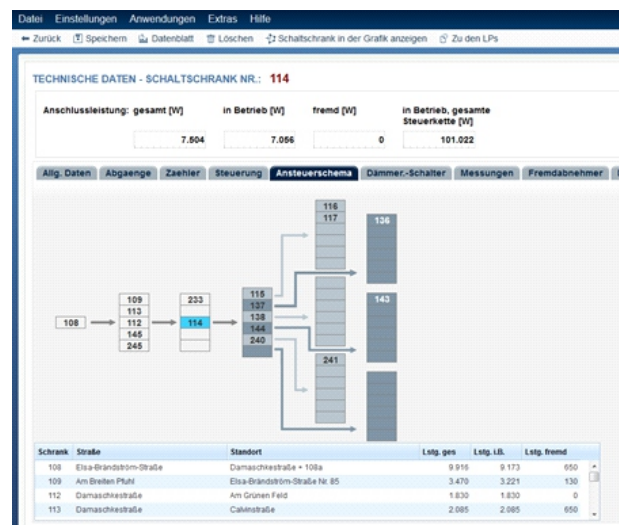 Datei Einstellungen Anwendungen Extras Hilfe
Zurück Speichern Datenblatt Löschen Schaltschrank in der Grafik anzeigen Zu den LPs
TECHNISCHE DATEN - SCHALTSCHRANK NR.: 114
Anschlussleistung: gesamt [W] in Betrieb [W] fremd [W] in Betrieb, gesamte Steuerkette [W]
7.504 7.056 0 101.022
Allg. Daten Abgaenge Zaehler Steuerung Ansteuerschema Dämmer.-Schalter Messungen Fremdabnehmer
116
117
136
115
137
138
144
240
109
113
112
145
245
233
114
108
143
241
Schrank Straße Standort Lstg. ges Lstg. i.B. Lstg. fremd
108 Elsa-Brändström-Straße Damaschkestraße + 108a 9.916 9.173 650
109 Am Breiten Pfuhl Elsa-Brändström-Straße Nr. 85 3.470 3.221 130
112 Damaschkestraße Am Grünen Feld 1.830 1.830 0
113 Damaschkestraße Calvinstraße 2.085 2.085 650